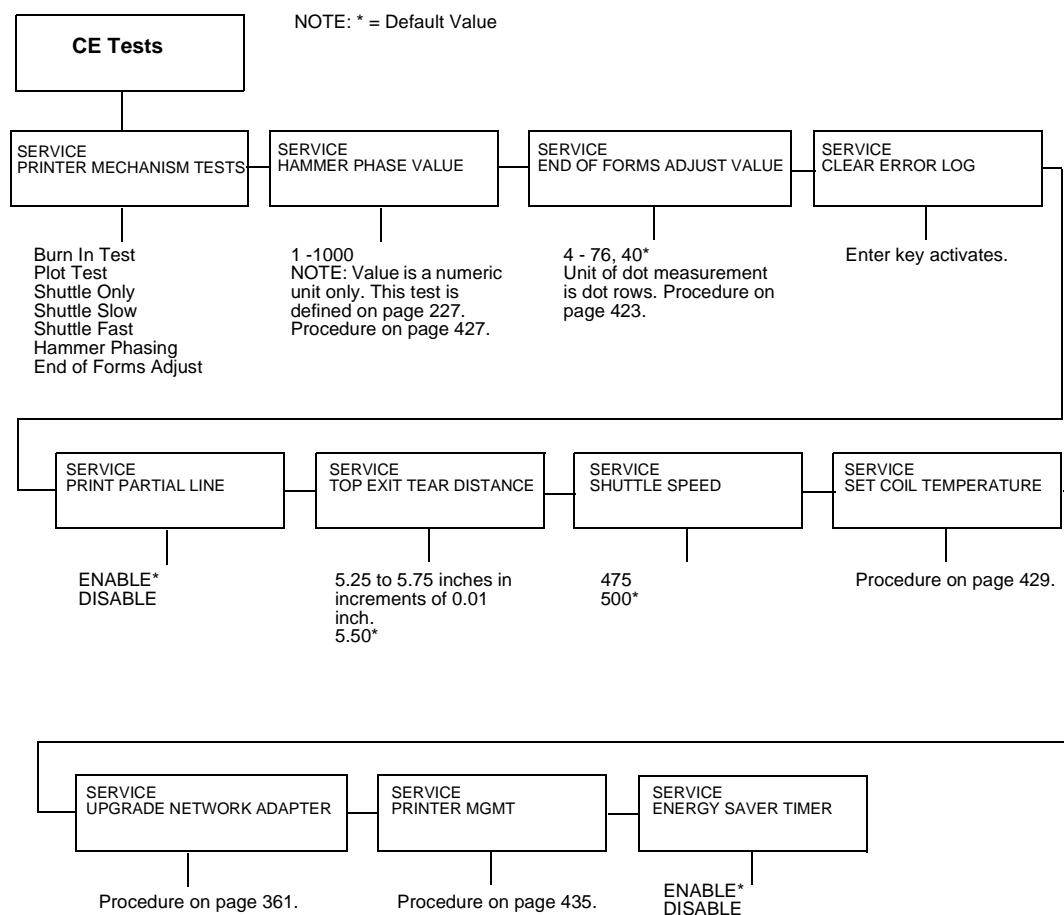 NOTE: * = Default Value
CE Tests
SERVICE
PRINTER MECHANISM TESTS
SERVICE
HAMMER PHASE VALUE
SERVICE
END OF FORMS ADJUST VALUE
SERVICE
CLEAR ERROR LOG
Burn In Test
Plot Test
Shuttle Only
Shuttle Slow
Shuttle Fast
Hammer Phasing
End of Forms Adjust
1 -1000
NOTE: Value is a numeric
unit only. This test is
defined on page 227.
Procedure on page 427.
4 - 76, 40*
Unit of dot measurement
is dot rows. Procedure on
page 423.
Enter key activates.
SERVICE
PRINT PARTIAL LINE
SERVICE
TOP EXIT TEAR DISTANCE
SERVICE
SHUTTLE SPEED
SERVICE
SET COIL TEMPERATURE
ENABLE*
DISABLE
5.25 to 5.75 inches in
increments of 0.01
inch.
5.50*
475
500*
Procedure on page 429.
SERVICE
UPGRADE NETWORK ADAPTER
SERVICE
PRINTER MGMT
SERVICE
ENERGY SAVER TIMER
Procedure on page 361.
Procedure on page 435.
ENABLE*
DISABLE